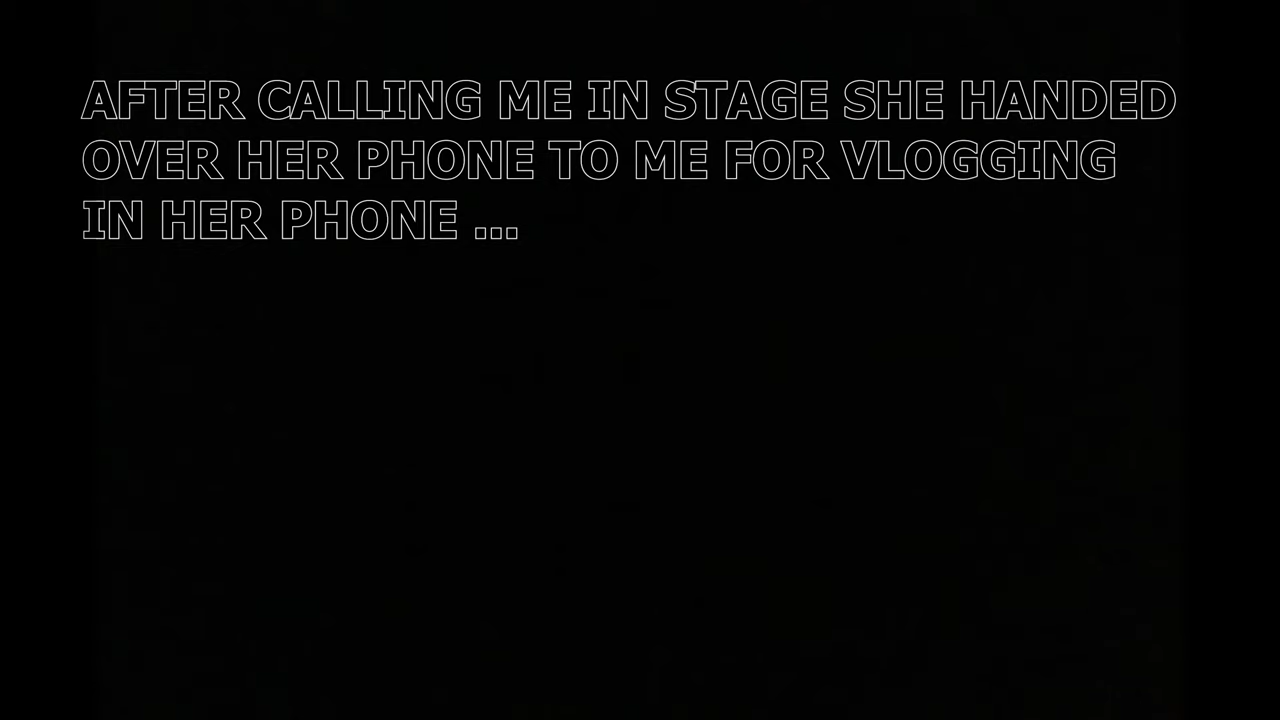 AFTER CALLING ME IN STAGE SHE HANDED
OVER HER PHONE TO ME FOR VLOGGING
IN HER PHONE ...